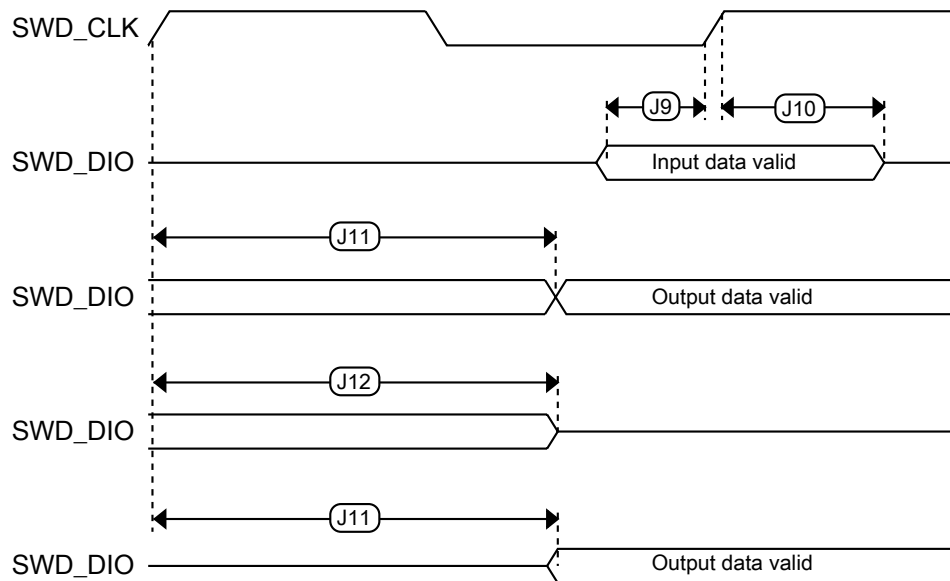 SWD_CLK
J9
J10
SWD_DIO
Input data valid
J11
SWD_DIO
Output data valid
J12
SWD_DIO
J11
SWD_DIO
Output data valid